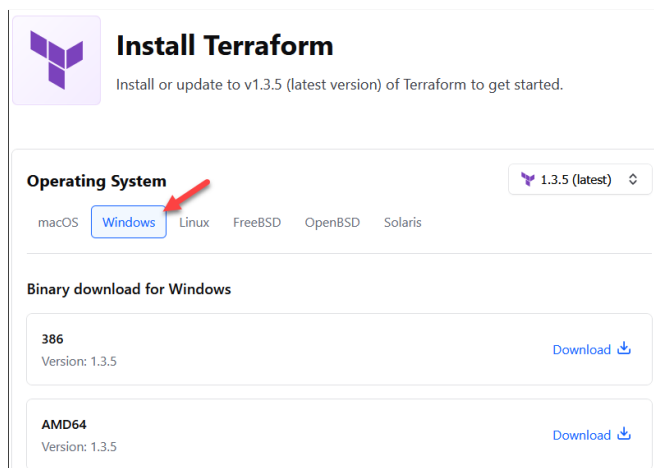 Install Terraform
Install or update to v1.3.5 (latest version) of Terraform to get started.
Operating System
1.3.5 (latest)
macOS Windows Linux FreeBSD OpenBSD Solaris
Binary download for Windows
386
Version: 1.3.5
Download
AMD64
Version: 1.3.5
Download